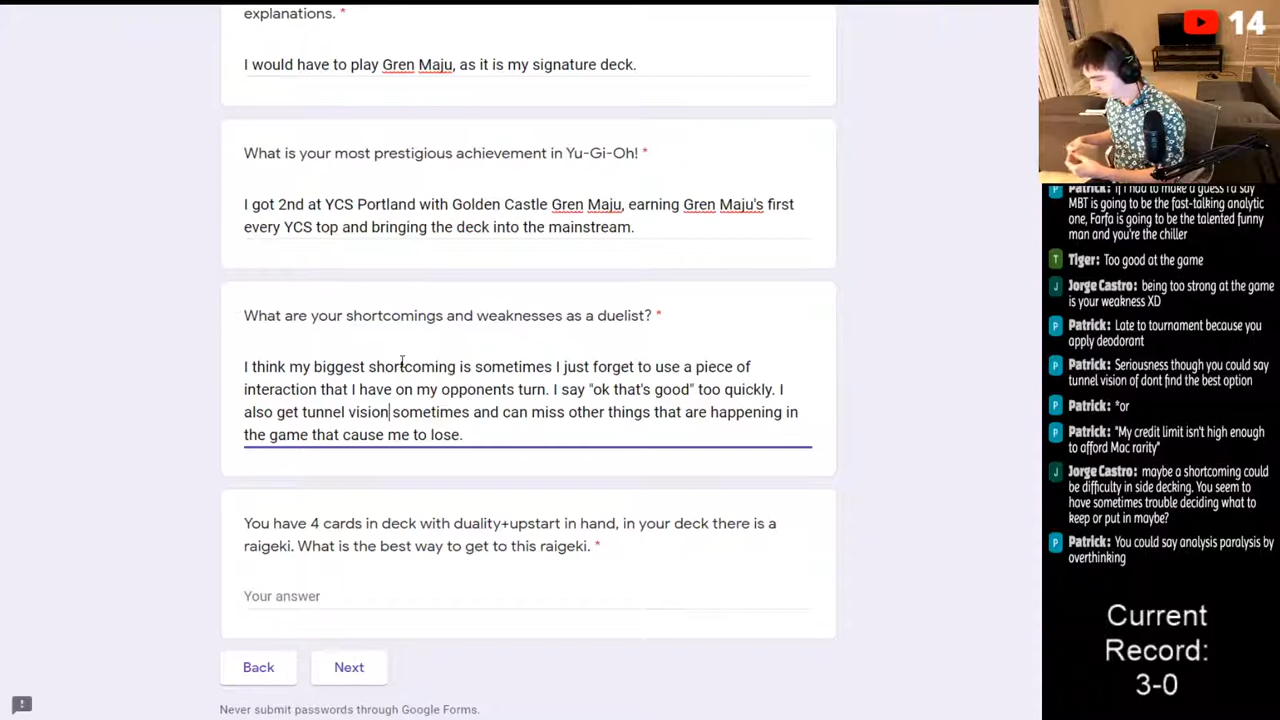 explanations. *
I would have to play Gren Maju, as it is my signature deck.
What is your most prestigious achievement in Yu-Gi-Oh! *
I got 2nd at YCS Portland with Golden Castle Gren Maju, earning Gren Maju's first
every YCS top and bringing the deck into the mainstream.
What are your shortcomings and weaknesses as a duelist? *
I think my biggest shortcoming is sometimes I just forget to use a piece of
interaction that I have on my opponents turn. I say "ok that's good" too quickly. I
also get tunnel vision sometimes and can miss other things that are happening in
the game that cause me to lose.
You have 4 cards in deck with duality+upstart in hand, in your deck there is a
raigeki. What is the best way to get to this raigeki. *
Your answer
Back
Next
Never submit passwords through Google Forms.
14
P Patrick: If I had to make a guess I'd say
MBT is going to be the fast-talking analytic
one, Farfa is going to be the talented funny
man and you're the chiller
T Tiger: Too good at the game
J Jorge Castro: being too strong at the game
is your weakness XD
P Patrick: Late to tournament because you
apply deodorant
P Patrick: Seriousness though you could say
tunnel vision of dont find the best option
P Patrick: *or
P Patrick: "My credit limit isn't high enough
to afford Mac rarity"
J Jorge Castro: maybe a shortcoming could
be difficulty in side decking. You seem to
have sometimes trouble deciding what to
keep or put in maybe?
P Patrick: You could say analysis paralysis by
overthinking
Current
Record:
3-0